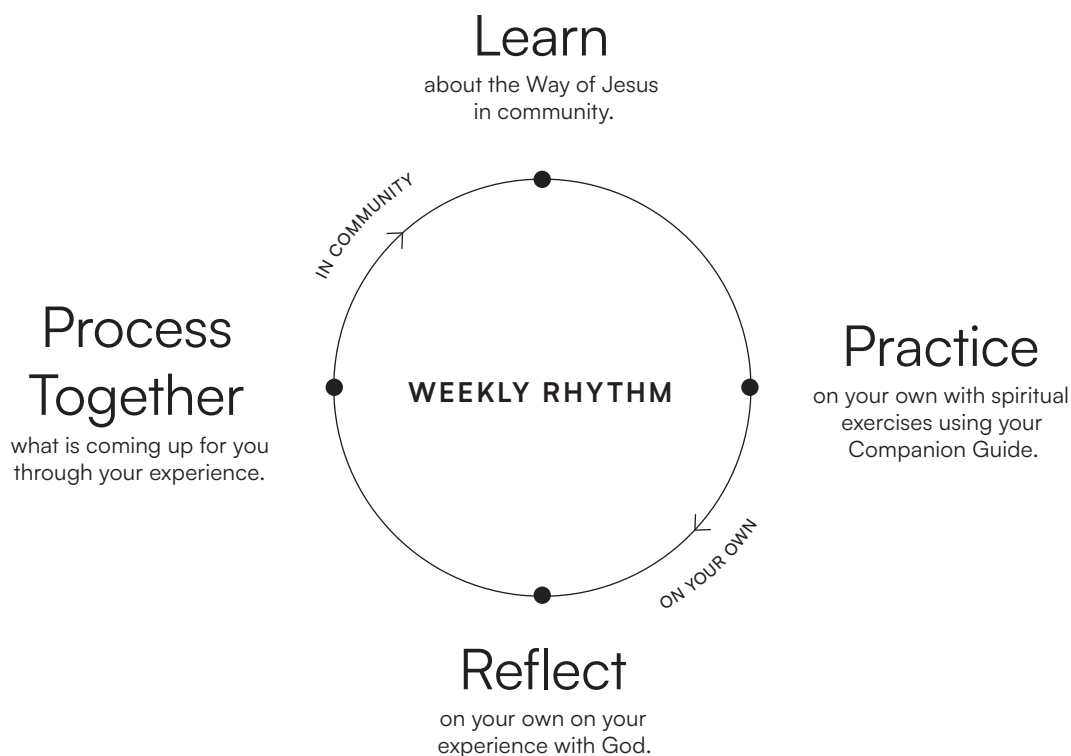 Learn
about the Way of Jesus
in community.
IN COMMUNITY
Process
Together
what is coming up for you
through your experience.
WEEKLY RHYTHM
Practice
on your own with spiritual
exercises using your
Companion Guide.
ON YOUR OWN
Reflect
on your own on your
experience with God.